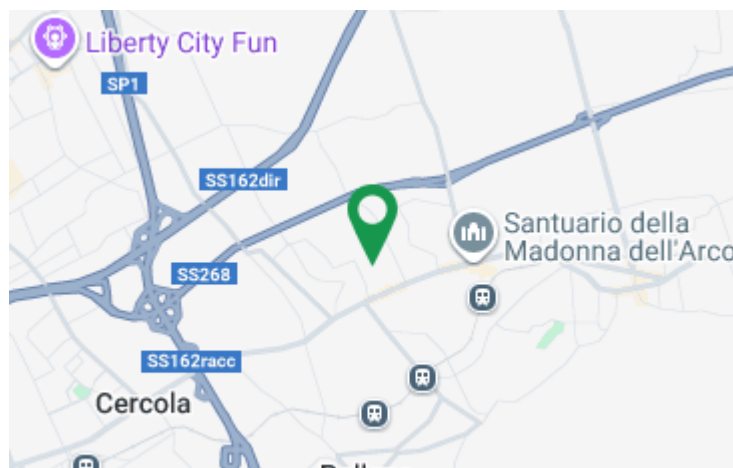 Liberty City Fun
SP1
SS162dir
Santuario della
Madonna dell'Arco
SS268
SS162racc
Cercola